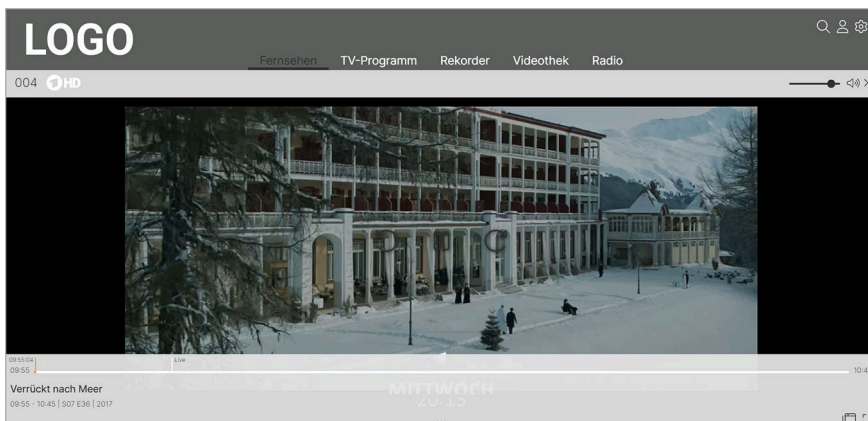 LOGO
Fernsehen TV-Programm Rekorder Videothek Radio
004 HD
09:55:04 Live
09:55
Verrückt nach Meer
09:55 - 10:45 | S07 E36 | 2017
MITTWOCH
20:15